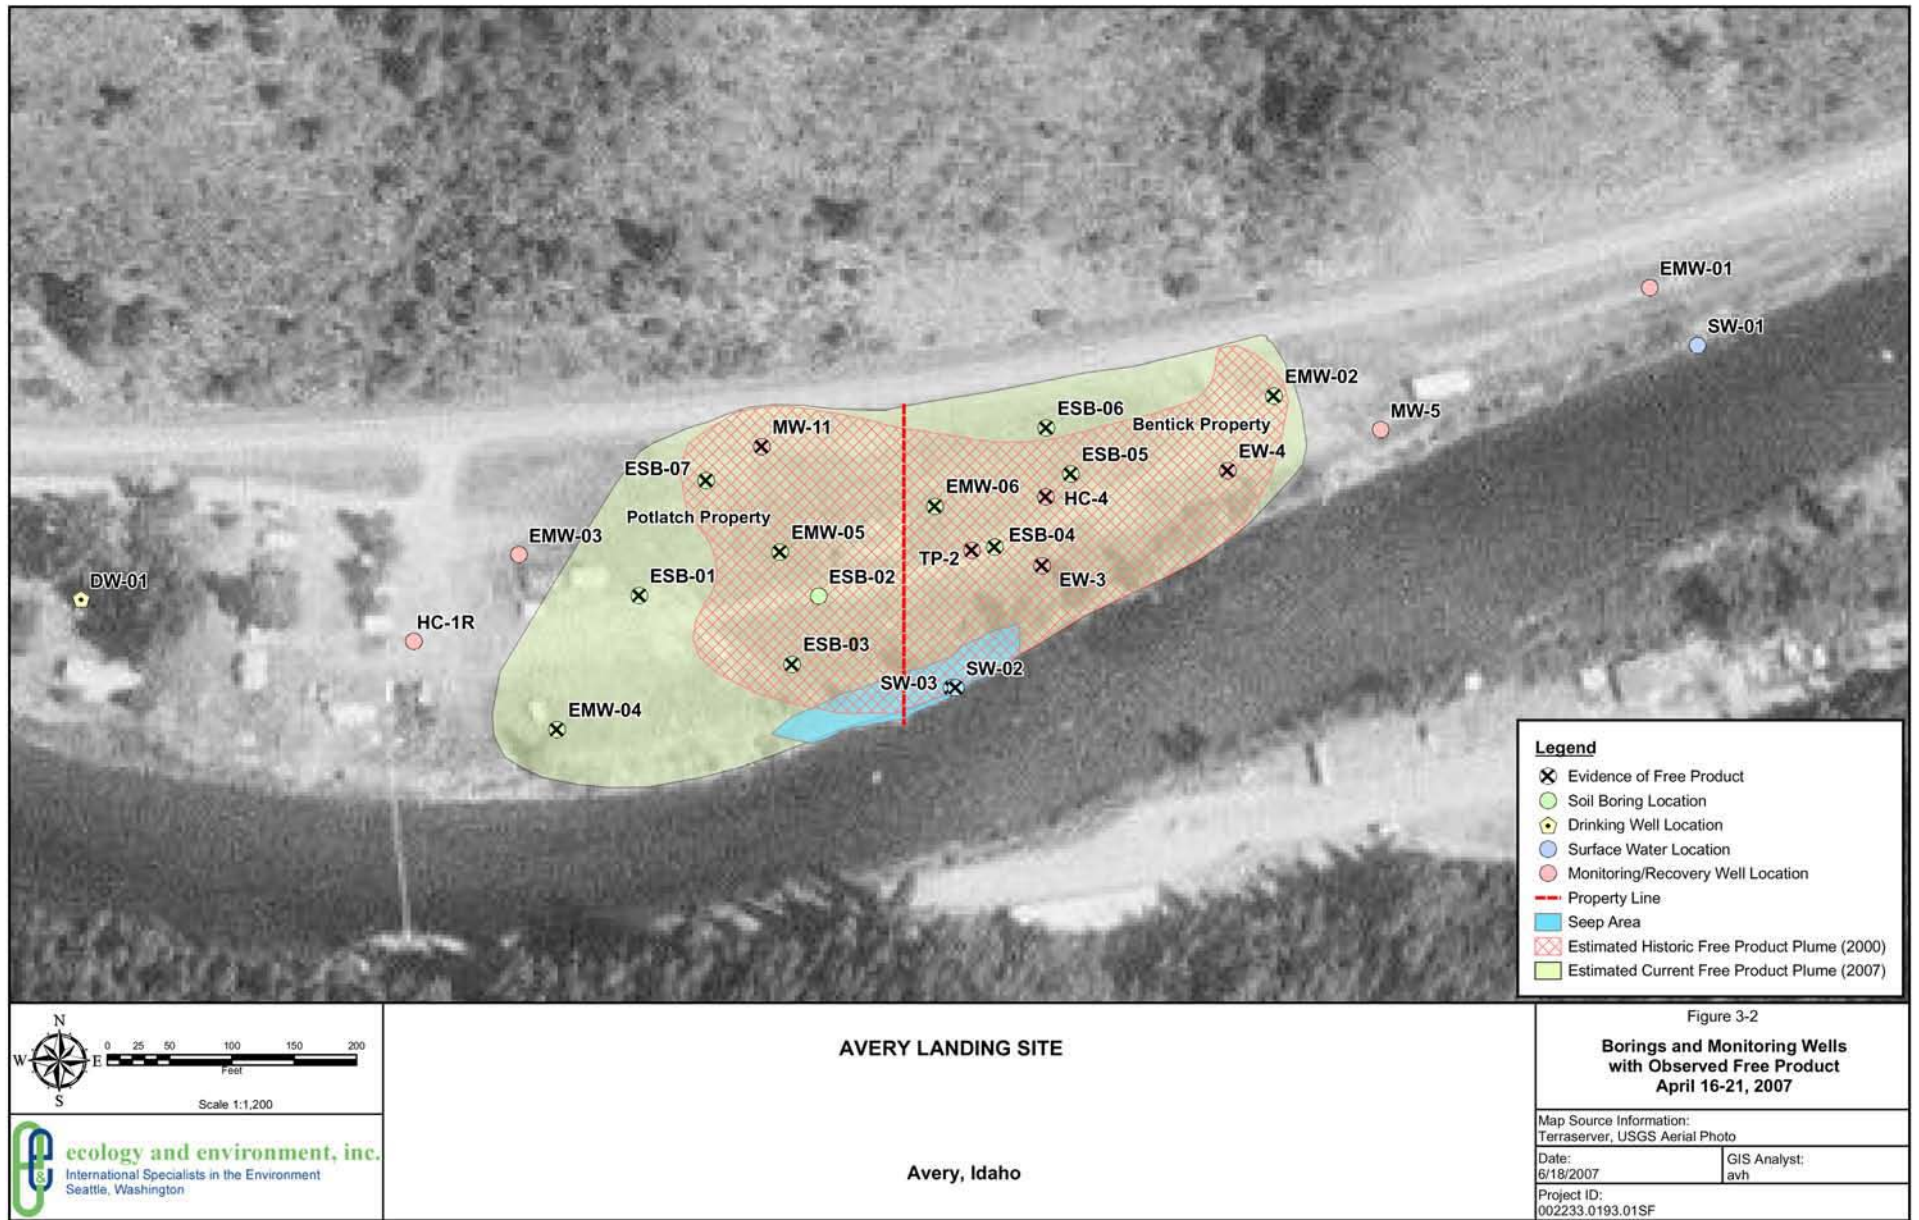 EMW-01
SW-01
EMW-02
MW-5
ESB-06
Bentick Property
MW-11
EW-4
ESB-05
ESB-07
EMW-06
HC-4
Potlatch Property
EMW-05
EMW-03
ESB-04
TP-2
EW-3
DW-01
ESB-01
ESB-02
HC-1R
ESB-03
SW-02
SW-03
EMW-04
Legend
Evidence of Free Product
Soil Boring Location
Drinking Well Location
Surface Water Location
Monitoring/Recovery Well Location
Property Line
Seep Area
Estimated Historic Free Product Plume (2000)
Estimated Current Free Product Plume (2007)
N
W E
S
0 25 50 100 150 200
Feet
Scale 1:1,200
ecology and environment, inc.
International Specialists in the Environment
Seattle, Washington
AVERY LANDING SITE
Avery, Idaho
Figure 3-2
Borings and Monitoring Wells
with Observed Free Product
April 16-21, 2007
Map Source Information:
Terraserver, USGS Aerial Photo
Date:
6/18/2007
GIS Analyst:
avh
Project ID:
002233.0193.01SF